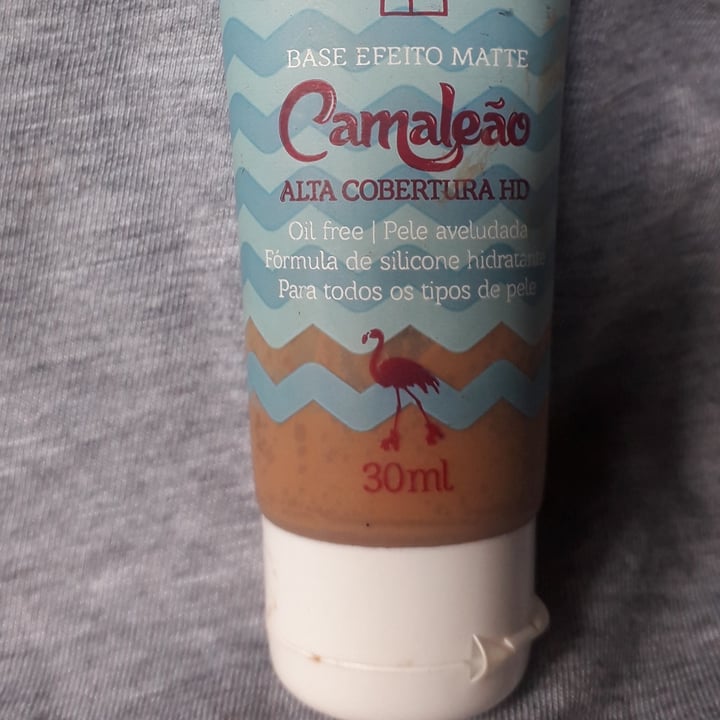 BASE EFEITO MATTE
Camaleão
ALTA COBERTURA HD
Oil free | Pele aveludada
Fórmula de silicone hidratante
Para todos os tipos de pele
30ml